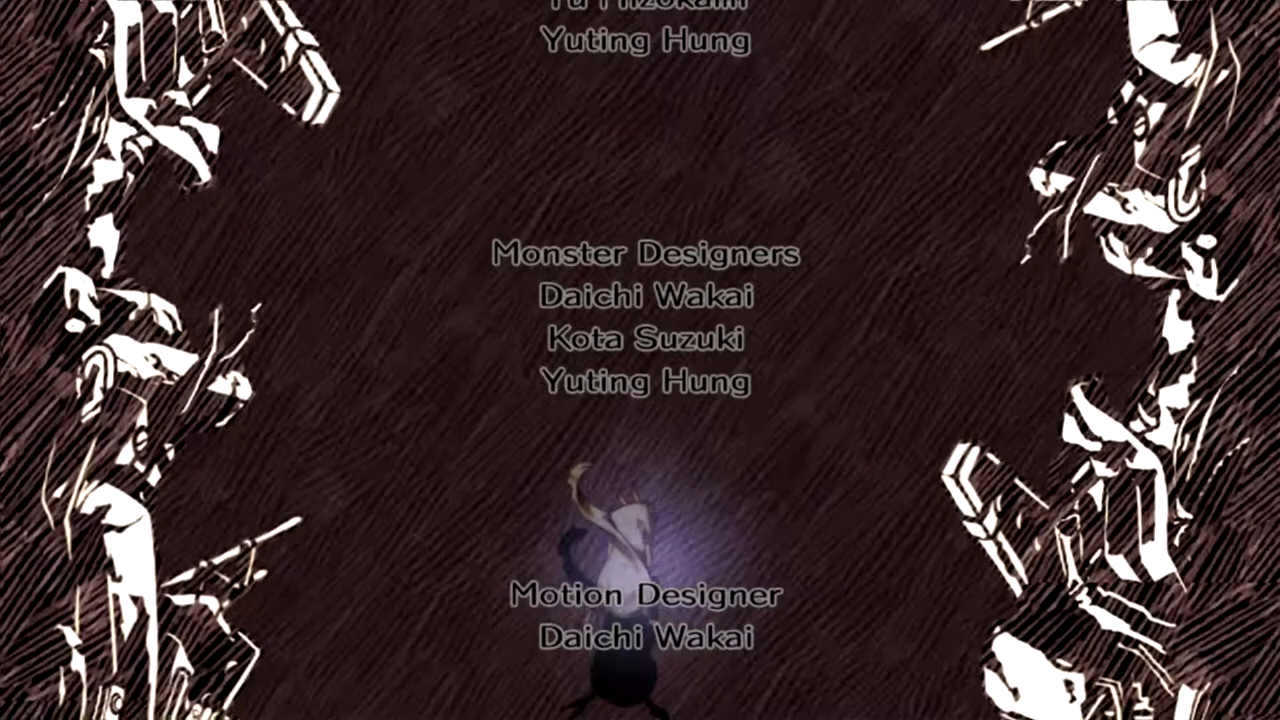 Yuting Hung
Monster Designers
Daichi Wakai
Kota Suzuki
Yuting Hung
Motion Designer
Daichi Wakai